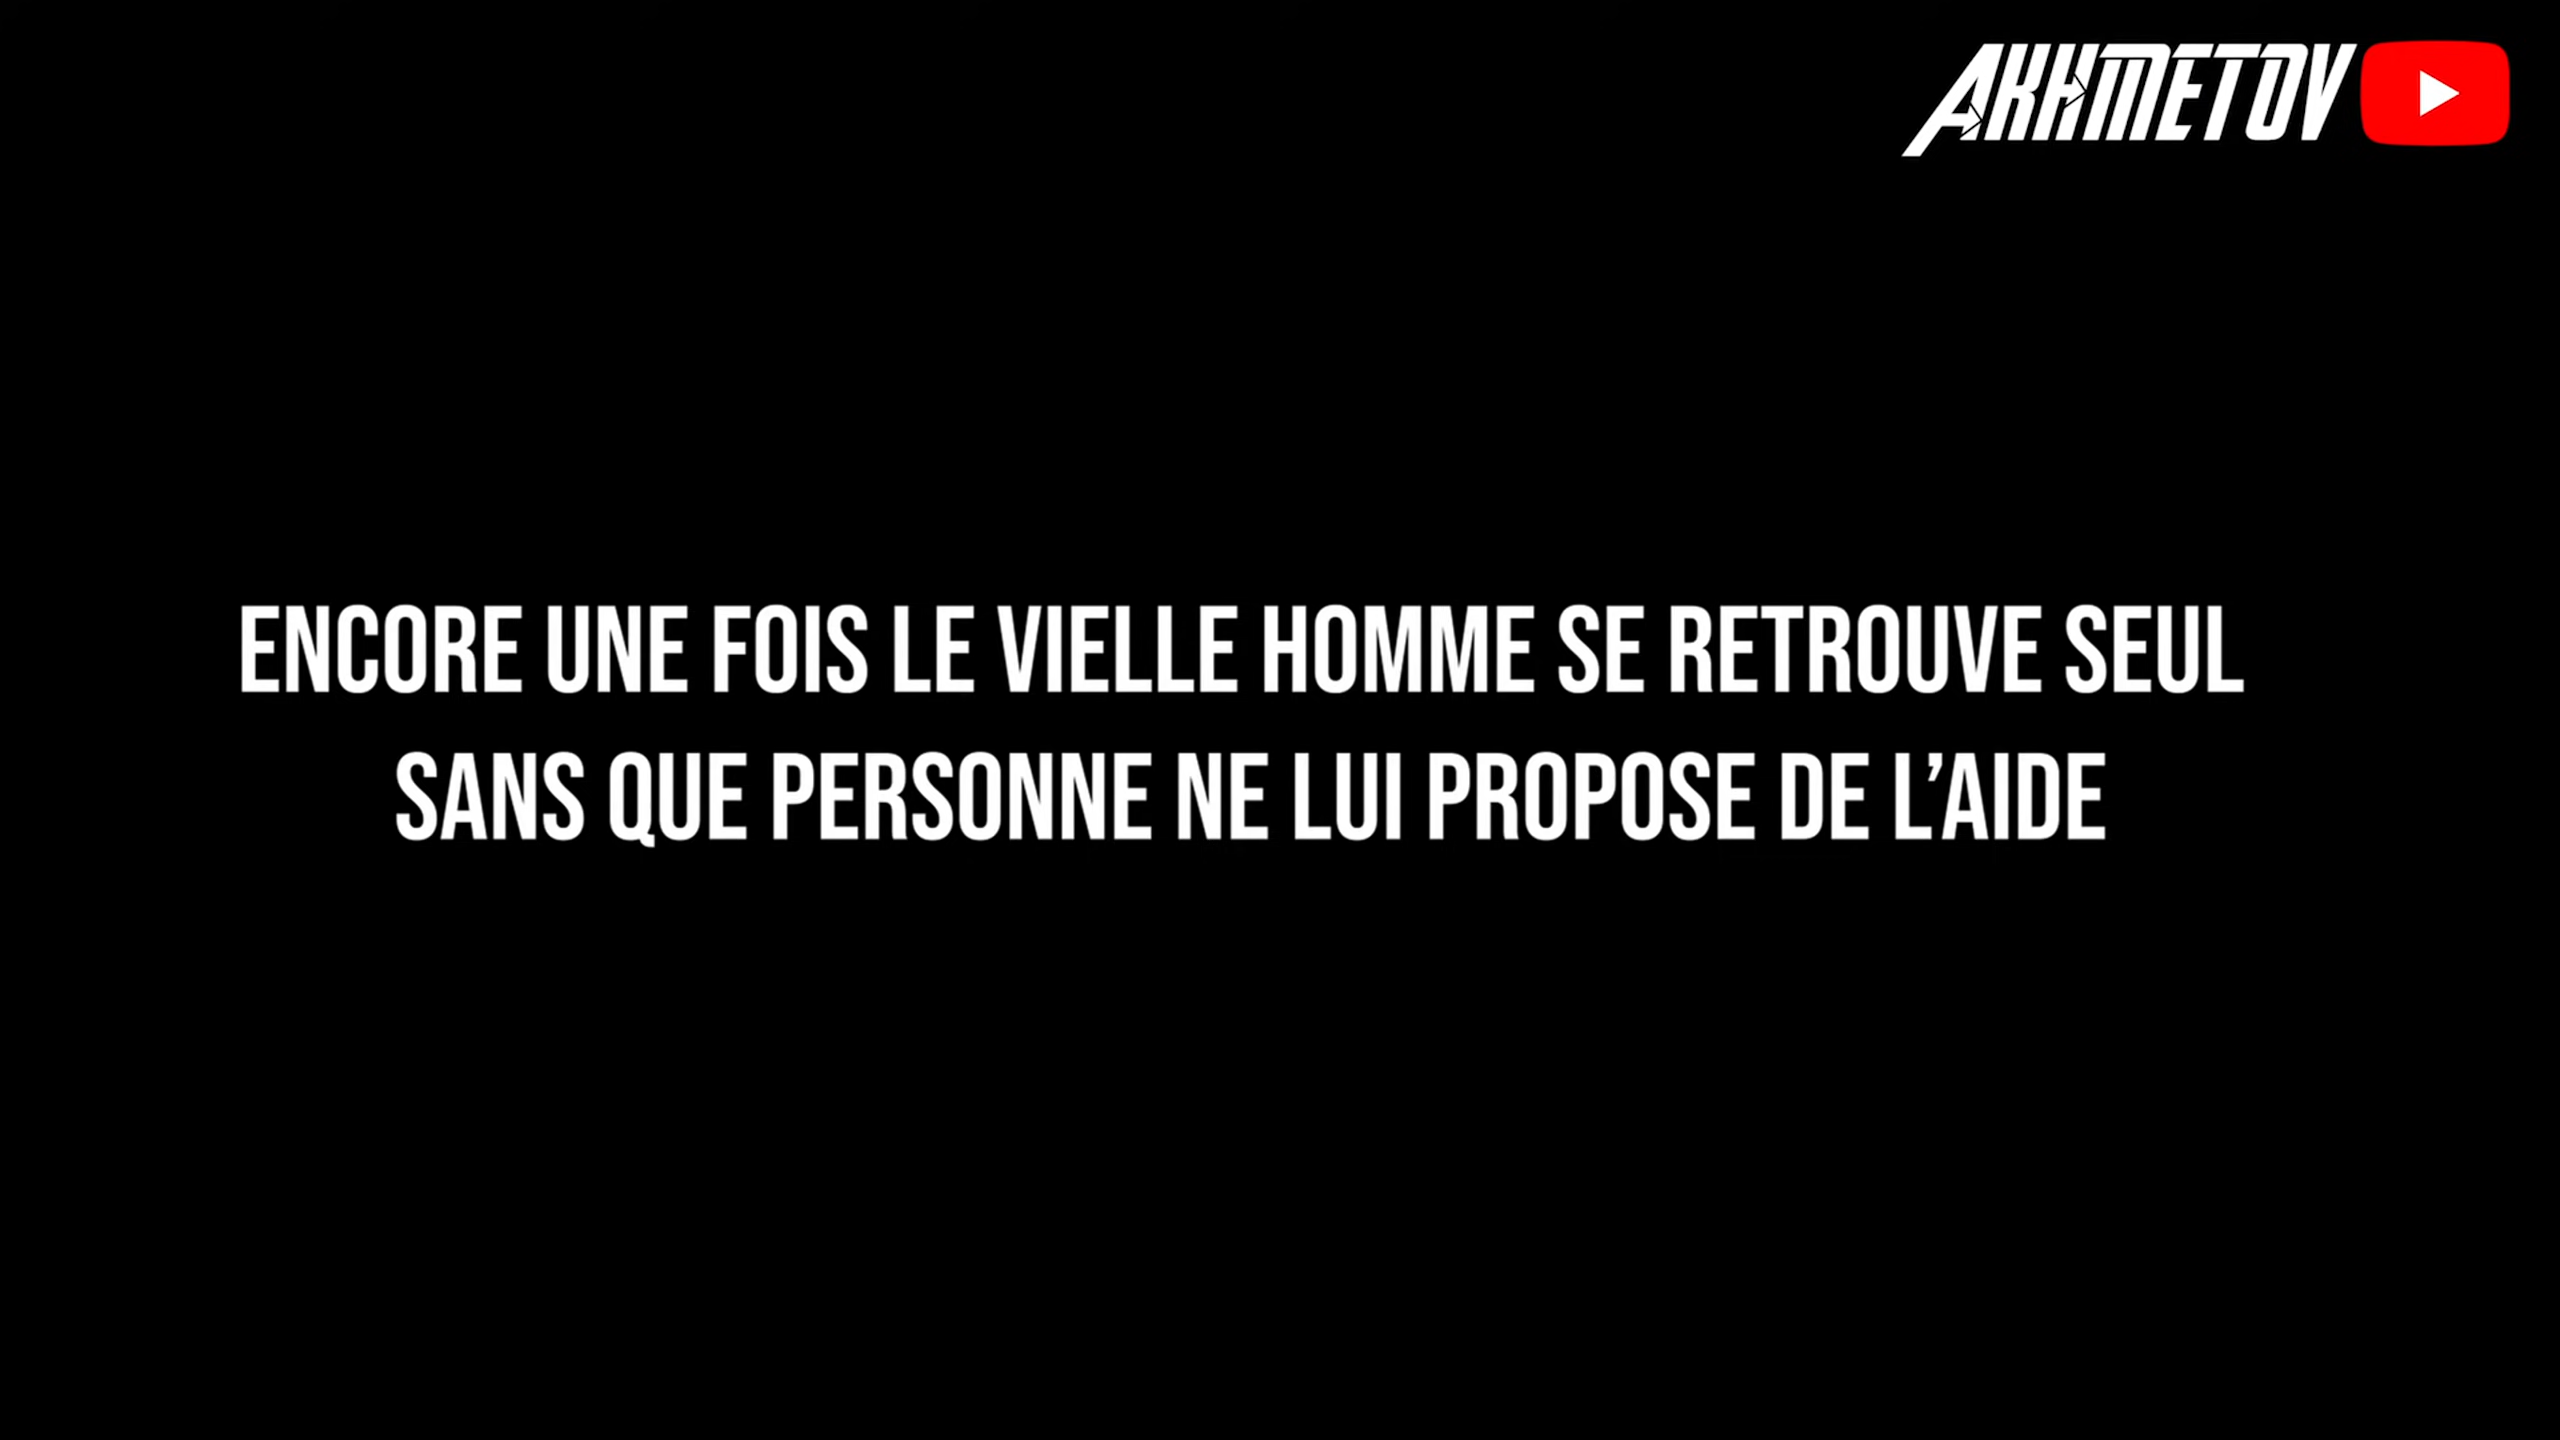 AKHMETOV
ENCORE UNE FOIS LE VIELLE HOMME SE RETROUVE SEUL
SANS QUE PERSONNE NE LUI PROPOSE DE L’AIDE